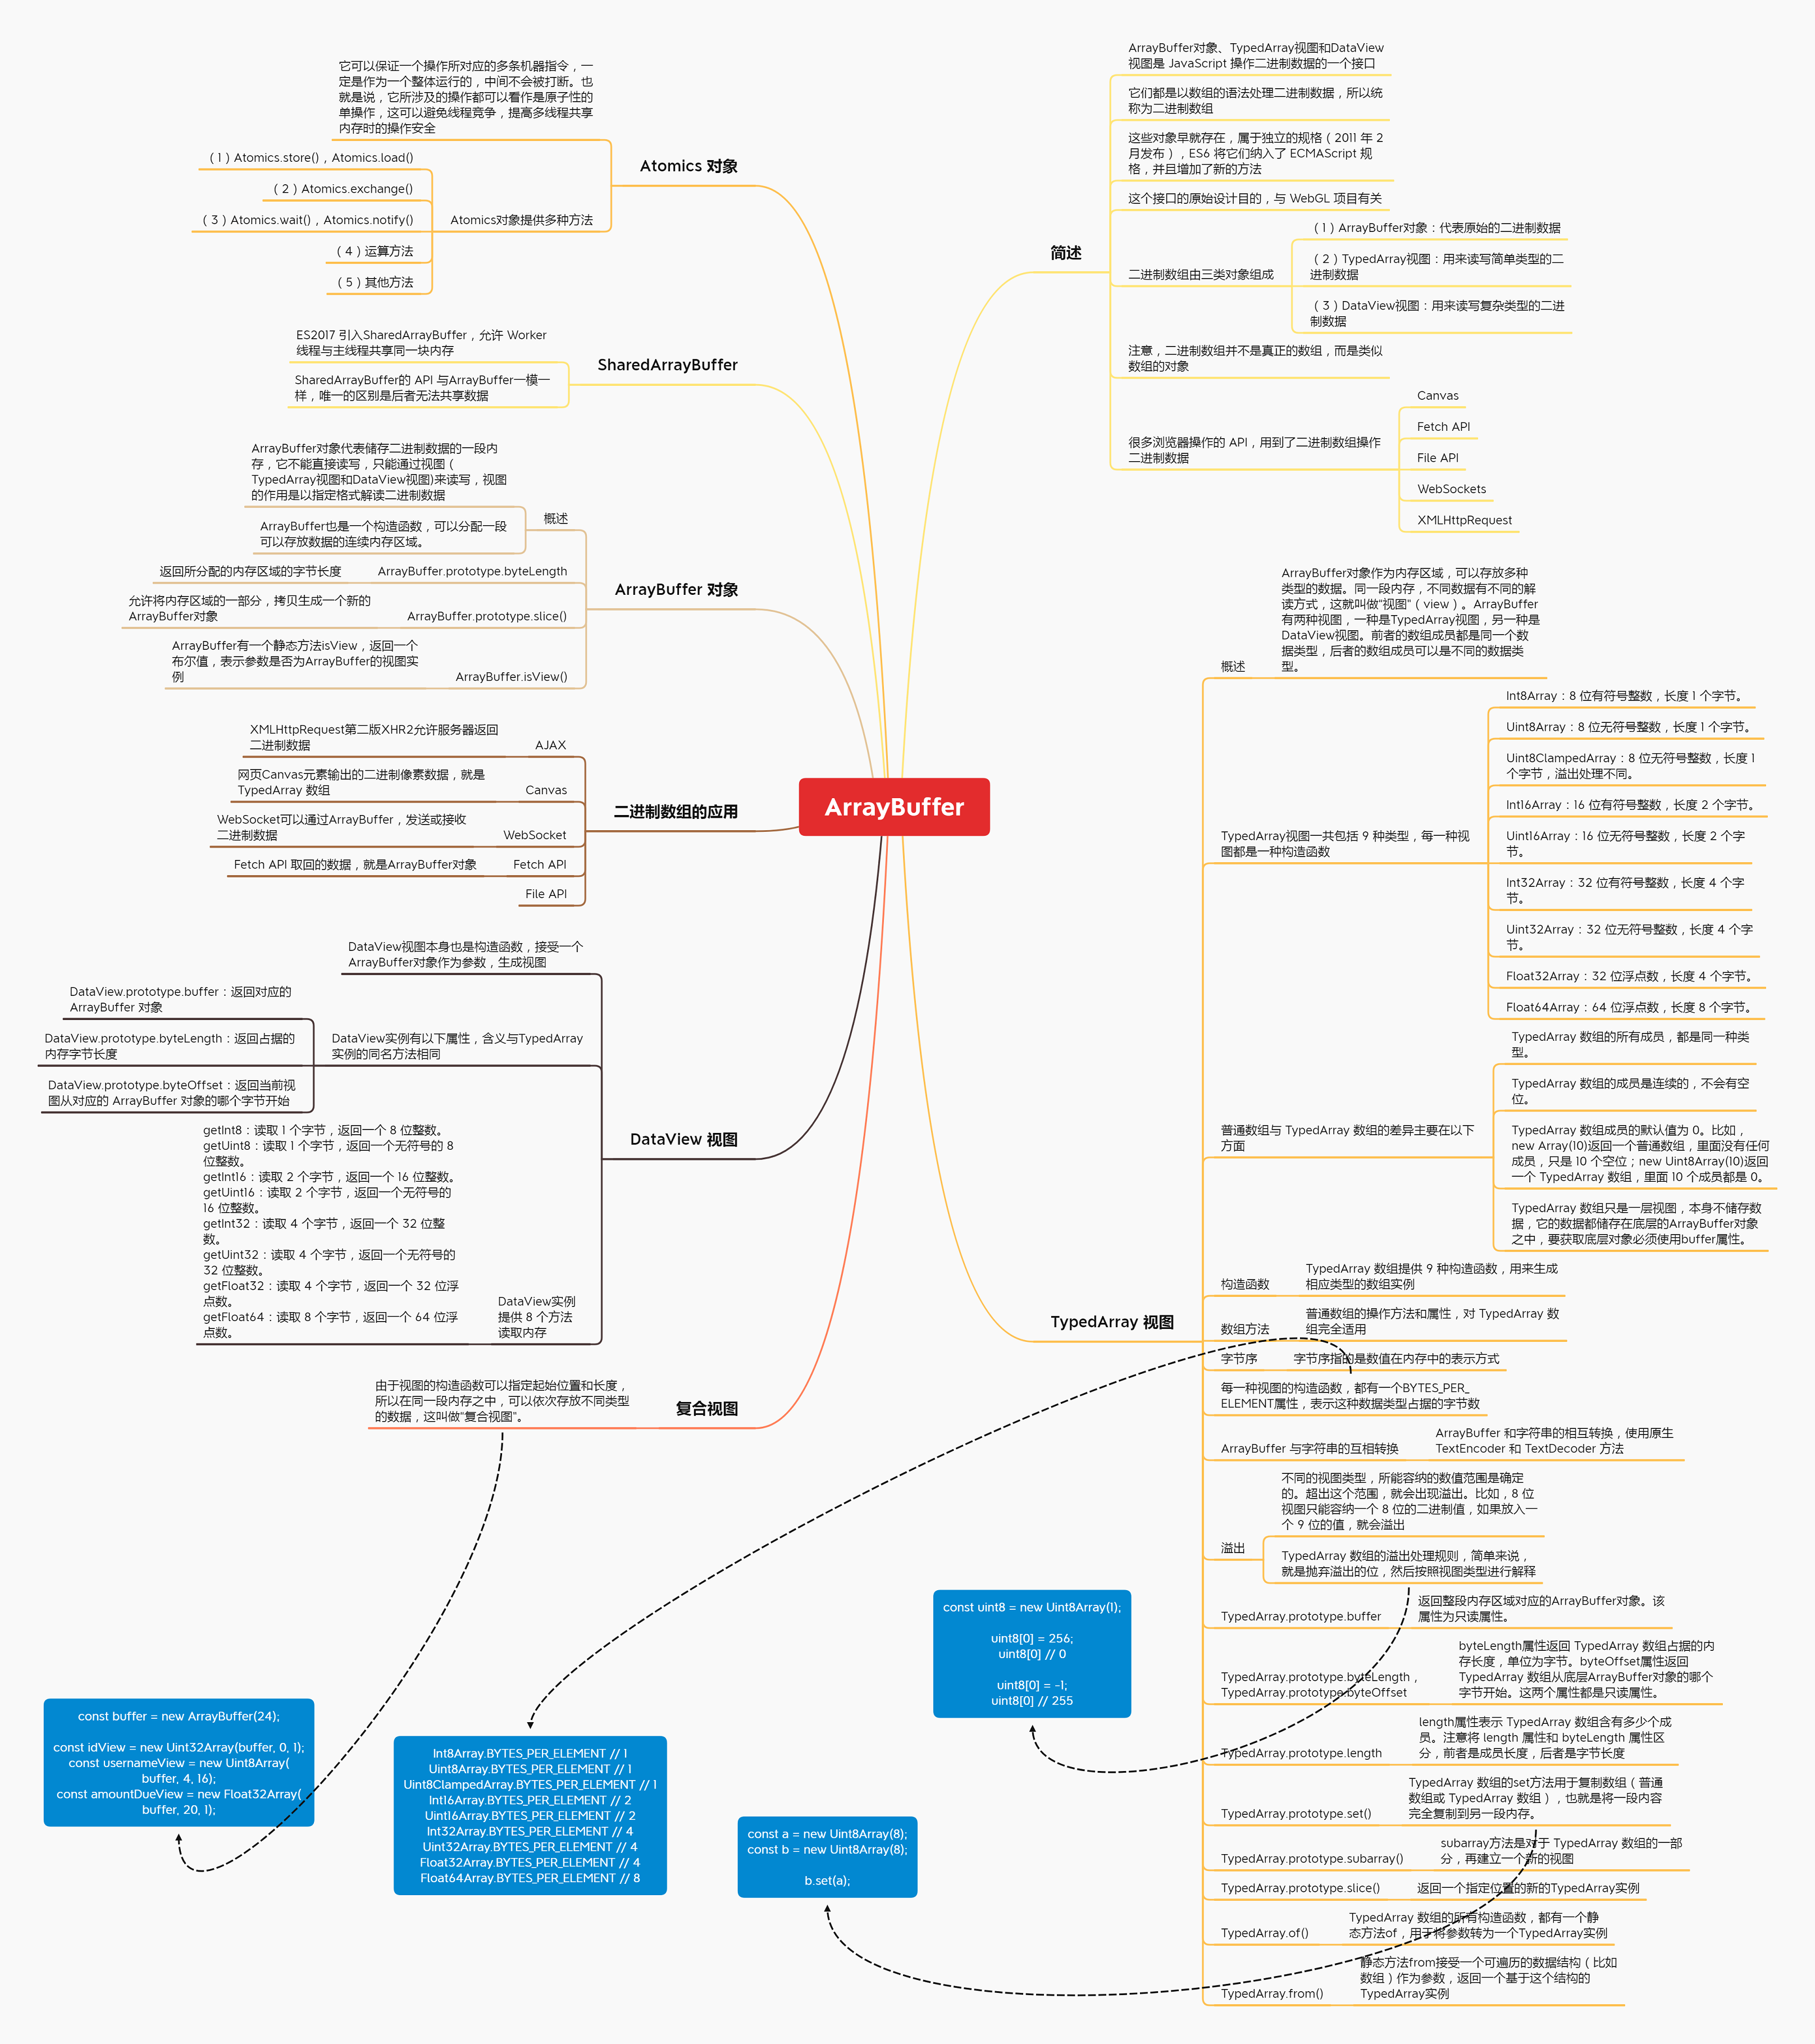 ArrayBuffer
简述
ArrayBuffer对象、TypedArray视图和DataView
视图是 JavaScript 操作二进制数据的一个接口
它们都是以数组的语法处理二进制数据，所以统
称为二进制数组
这些对象早就存在，属于独立的规格（2011 年 2
月发布），ES6 将它们纳入了 ECMAScript 规
格，并且增加了新的方法
这个接口的原始设计目的，与 WebGL 项目有关
二进制数组由三类对象组成
（1）ArrayBuffer对象：代表原始的二进制数据
（2）TypedArray视图：用来读写简单类型的二
进制数据
（3）DataView视图：用来读写复杂类型的二进
制数据
注意，二进制数组并不是真正的数组，而是类似
数组的对象
很多浏览器操作的 API，用到了二进制数组操作
二进制数据
Canvas
Fetch API
File API
WebSockets
XMLHttpRequest
TypedArray 视图
概述
ArrayBuffer对象作为内存区域，可以存放多种
类型的数据。同一段内存，不同数据有不同的解
读方式，这就叫做“视图”（view）。ArrayBuffer
有两种视图，一种是TypedArray视图，另一种是
DataView视图。前者的数组成员都是同一个数
据类型，后者的数组成员可以是不同的数据类
型。
TypedArray视图一共包括 9 种类型，每一种视
图都是一种构造函数
Int8Array：8 位有符号整数，长度 1 个字节。
Uint8Array：8 位无符号整数，长度 1 个字节。
Uint8ClampedArray：8 位无符号整数，长度 1
个字节，溢出处理不同。
Int16Array：16 位有符号整数，长度 2 个字节。
Uint16Array：16 位无符号整数，长度 2 个字
节。
Int32Array：32 位有符号整数，长度 4 个字
节。
Uint32Array：32 位无符号整数，长度 4 个字
节。
Float32Array：32 位浮点数，长度 4 个字节。
Float64Array：64 位浮点数，长度 8 个字节。
普通数组与 TypedArray 数组的差异主要在以下
方面
TypedArray 数组的所有成员，都是同一种类
型。
TypedArray 数组的成员是连续的，不会有空
位。
TypedArray 数组成员的默认值为 0。比如，
new Array(10)返回一个普通数组，里面没有任何
成员，只是 10 个空位；new Uint8Array(10)返回
一个 TypedArray 数组，里面 10 个成员都是 0。
TypedArray 数组只是一层视图，本身不储存数
据，它的数据都储存在底层的ArrayBuffer对象
之中，要获取底层对象必须使用buffer属性。
构造函数
TypedArray 数组提供 9 种构造函数，用来生成
相应类型的数组实例
数组方法
普通数组的操作方法和属性，对 TypedArray 数
组完全适用
字节序
字节序指的是数值在内存中的表示方式
每一种视图的构造函数，都有一个BYTES_PER_
ELEMENT属性，表示这种数据类型占据的字节数
ArrayBuffer 与字符串的互相转换
ArrayBuffer 和字符串的相互转换，使用原生
TextEncoder 和 TextDecoder 方法
溢出
不同的视图类型，所能容纳的数值范围是确定
的。超出这个范围，就会出现溢出。比如，8 位
视图只能容纳一个 8 位的二进制值，如果放入一
个 9 位的值，就会溢出
TypedArray 数组的溢出处理规则，简单来说，
就是抛弃溢出的位，然后按照视图类型进行解释
TypedArray.prototype.buffer
返回整段内存区域对应的ArrayBuffer对象。该
属性为只读属性。
TypedArray.prototype.byteLength，
TypedArray.prototype.byteOffset
byteLength属性返回 TypedArray 数组占据的内
存长度，单位为字节。byteOffset属性返回
TypedArray 数组从底层ArrayBuffer对象的哪个
字节开始。这两个属性都是只读属性。
TypedArray.prototype.length
length属性表示 TypedArray 数组含有多少个成
员。注意将 length 属性和 byteLength 属性区
分，前者是成员长度，后者是字节长度
TypedArray.prototype.set()
TypedArray 数组的set方法用于复制数组（普通
数组或 TypedArray 数组），也就是将一段内容
完全复制到另一段内存。
TypedArray.prototype.subarray()
subarray方法是对于 TypedArray 数组的一部
分，再建立一个新的视图
TypedArray.prototype.slice()
返回一个指定位置的新的TypedArray实例
TypedArray.of()
TypedArray 数组的所有构造函数，都有一个静
态方法of，用于将参数转为一个TypedArray实例
TypedArray.from()
静态方法from接受一个可遍历的数据结构（比如
数组）作为参数，返回一个基于这个结构的
TypedArray实例
Atomics 对象
它可以保证一个操作所对应的多条机器指令，一
定是作为一个整体运行的，中间不会被打断。也
就是说，它所涉及的操作都可以看作是原子性的
单操作，这可以避免线程竞争，提高多线程共享
内存时的操作安全
Atomics对象提供多种方法
（1）Atomics.store()，Atomics.load()
（2）Atomics.exchange()
（3）Atomics.wait()，Atomics.notify()
（4）运算方法
（5）其他方法
SharedArrayBuffer
ES2017 引入SharedArrayBuffer，允许 Worker
线程与主线程共享同一块内存
SharedArrayBuffer的 API 与ArrayBuffer一模一
样，唯一的区别是后者无法共享数据
ArrayBuffer 对象
概述
ArrayBuffer对象代表储存二进制数据的一段内
存，它不能直接读写，只能通过视图（
TypedArray视图和DataView视图)来读写，视图
的作用是以指定格式解读二进制数据
ArrayBuffer也是一个构造函数，可以分配一段
可以存放数据的连续内存区域。
ArrayBuffer.prototype.byteLength
返回所分配的内存区域的字节长度
ArrayBuffer.prototype.slice()
允许将内存区域的一部分，拷贝生成一个新的
ArrayBuffer对象
ArrayBuffer.isView()
ArrayBuffer有一个静态方法isView，返回一个
布尔值，表示参数是否为ArrayBuffer的视图实
例
二进制数组的应用
AJAX
XMLHttpRequest第二版XHR2允许服务器返回
二进制数据
Canvas
网页Canvas元素输出的二进制像素数据，就是
TypedArray 数组
WebSocket
WebSocket可以通过ArrayBuffer，发送或接收
二进制数据
Fetch API
Fetch API 取回的数据，就是ArrayBuffer对象
File API
DataView 视图
DataView视图本身也是构造函数，接受一个
ArrayBuffer对象作为参数，生成视图
DataView实例有以下属性，含义与TypedArray
实例的同名方法相同
DataView.prototype.buffer：返回对应的
ArrayBuffer 对象
DataView.prototype.byteLength：返回占据的
内存字节长度
DataView.prototype.byteOffset：返回当前视
图从对应的 ArrayBuffer 对象的哪个字节开始
DataView实例
提供 8 个方法
读取内存
getInt8：读取 1 个字节，返回一个 8 位整数。
getUint8：读取 1 个字节，返回一个无符号的 8
位整数。
getInt16：读取 2 个字节，返回一个 16 位整数。
getUint16：读取 2 个字节，返回一个无符号的
16 位整数。
getInt32：读取 4 个字节，返回一个 32 位整
数。
getUint32：读取 4 个字节，返回一个无符号的
32 位整数。
getFloat32：读取 4 个字节，返回一个 32 位浮
点数。
getFloat64：读取 8 个字节，返回一个 64 位浮
点数。
复合视图
由于视图的构造函数可以指定起始位置和长度，
所以在同一段内存之中，可以依次存放不同类型
的数据，这叫做“复合视图”。
const buffer = new ArrayBuffer(24);
const idView = new Uint32Array(buffer, 0, 1);
const usernameView = new Uint8Array(
buffer, 4, 16);
const amountDueView = new Float32Array(
buffer, 20, 1);
Int8Array.BYTES_PER_ELEMENT // 1
Uint8Array.BYTES_PER_ELEMENT // 1
Uint8ClampedArray.BYTES_PER_ELEMENT // 1
Int16Array.BYTES_PER_ELEMENT // 2
Uint16Array.BYTES_PER_ELEMENT // 2
Int32Array.BYTES_PER_ELEMENT // 4
Uint32Array.BYTES_PER_ELEMENT // 4
Float32Array.BYTES_PER_ELEMENT // 4
Float64Array.BYTES_PER_ELEMENT // 8
const uint8 = new Uint8Array(1);
uint8[0] = 256;
uint8[0] // 0
uint8[0] = -1;
uint8[0] // 255
const a = new Uint8Array(8);
const b = new Uint8Array(8);
b.set(a);